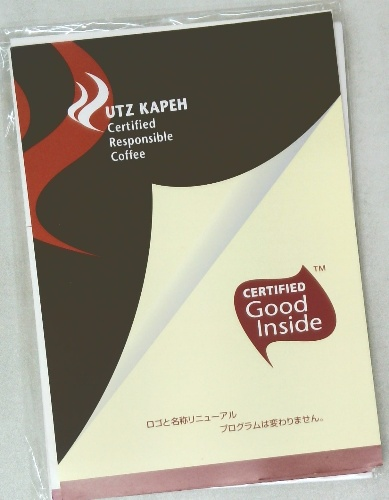 UTZ KAPEH
Certified
Responsible
Coffee
TM
CERTIFIED
Good
Inside
ロゴと名称リニューアル
プログラムは変わりません。